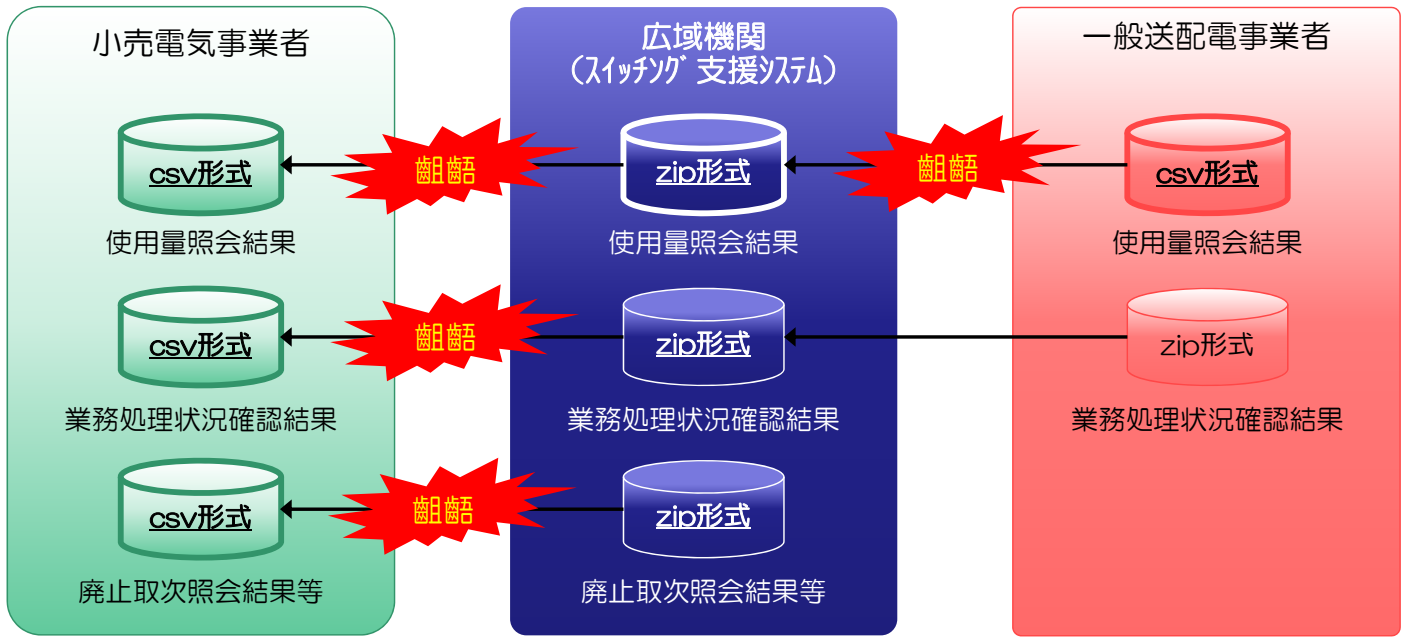 小売電気事業者
広域機関
（ｽｲｯﾁﾝｸﾞ支援ｼｽﾃﾑ）
一般送配電事業者
csv形式
齟齬
zip形式
齟齬
csv形式
使用量照会結果
使用量照会結果
使用量照会結果
csv形式
齟齬
zip形式
zip形式
業務処理状況確認結果
業務処理状況確認結果
業務処理状況確認結果
csv形式
齟齬
zip形式
廃止取次照会結果等
廃止取次照会結果等